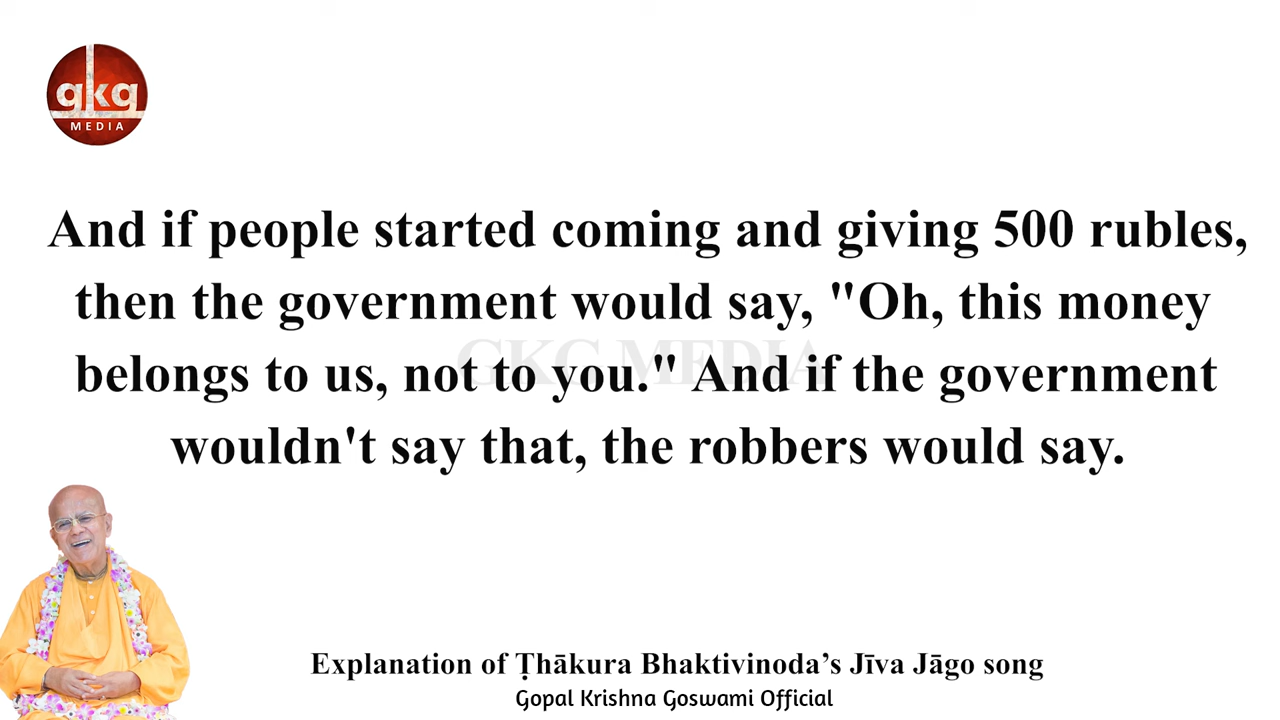 gkg
MEDIA
And if people started coming and giving 500 rubles,
then the government would say, "Oh, this money
belongs to us, not to you." And if the government
wouldn't say that, the robbers would say.
GKG MEDIA
Explanation of Ṭhākura Bhaktivinoda’s Jīva Jāgo song
Gopal Krishna Goswami Official